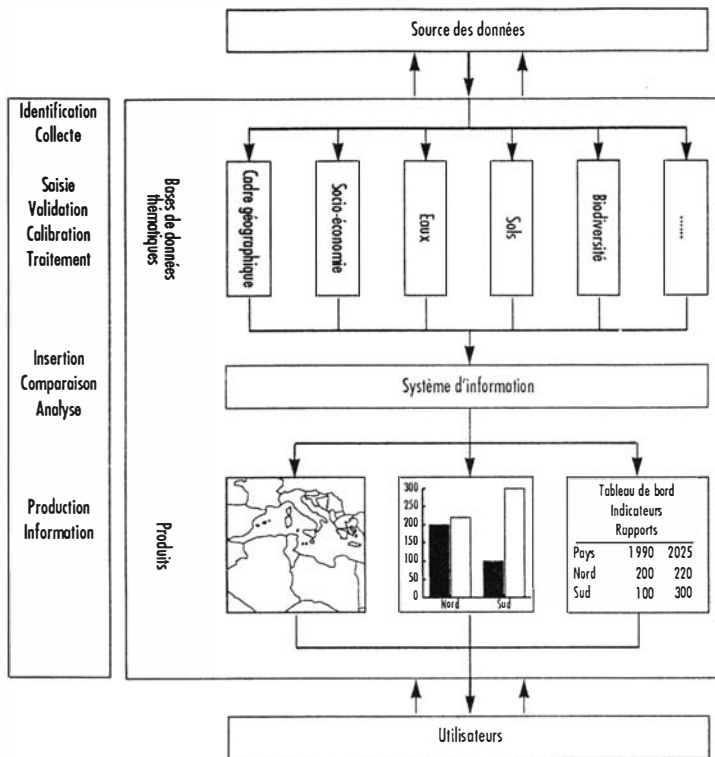 Source des données
Identification
Collecte
Saisie
Validation
Calibration
Traitement
Bases de données
thématiques
Cadre géographique
Socio-économie
Eaux
Sols
Biodiversité
......
Insertion
Comparaison
Analyse
Système d'information
Production
Information
Produits
300
250
200
150
100
50
0
Nord Sud
Tableau de bord
Indicateurs
Rapports
Pays 1990 2025
Nord 200 220
Sud 100 300
Utilisateurs